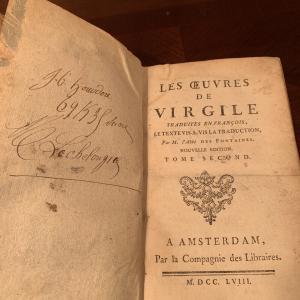 LES ŒUVRES
DE
VIRGILE
TRADUITES EN FRANÇOIS,
LE TEXTE VIS-A-VIS LA TRADUCTION,
Par M. l'Abbé DES FONTAINES.
NOUVELLE EDITION.
TOME SECOND.
A AMSTERDAM,
Par la Compagnie des Libraires.
M. DCC. LVIII.